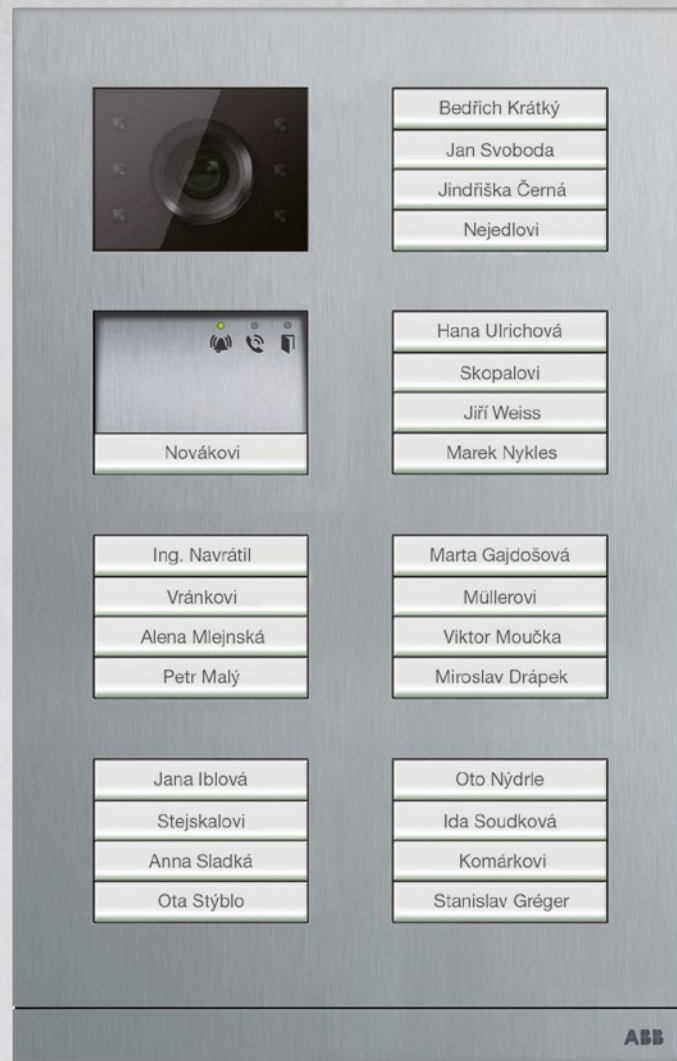 Bedřich Krátký
Jan Svoboda
Jindřiška Černá
Nejedlovi
Novákovi
Hana Ulrichová
Skopalovi
Jiří Weiss
Marek Nykles
Ing. Navrátil
Vránkovi
Alena Mlejnská
Petr Malý
Marta Gajdošová
Müllerovi
Viktor Moučka
Miroslav Drápek
Jana Iblová
Stejskalovi
Anna Sladká
Ota Stýblo
Oto Nýdrle
Ida Soudková
Komárkovi
Stanislav Gréger
ABB